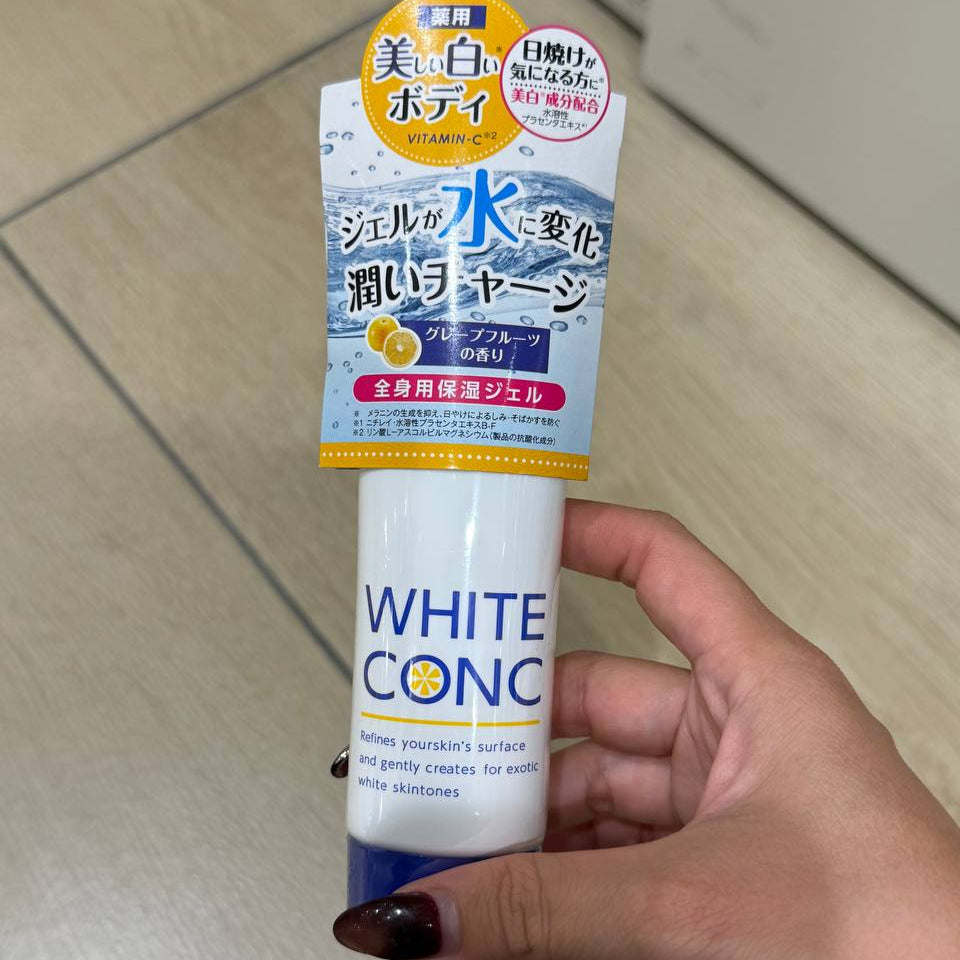 薬用
美しい白い※
ボディ
VITAMIN-C※2
日焼けが
気になる方に※
美白※成分配合
水溶性
プラセンタエキス※1
ジェルが水に変化
潤いチャージ
グレープフルーツ
の香り
全身用保湿ジェル
※ メラニンの生成を抑え、日やけによるしみ・そばかすを防ぐ
※1 ニチレイ・水溶性プラセンタエキスB-F
※2 リン酸L-アスコルビルマグネシウム(製品の抗酸化成分)
WHITE
CONC
Refines yourskin's surface
and gently creates for exotic
white skintones